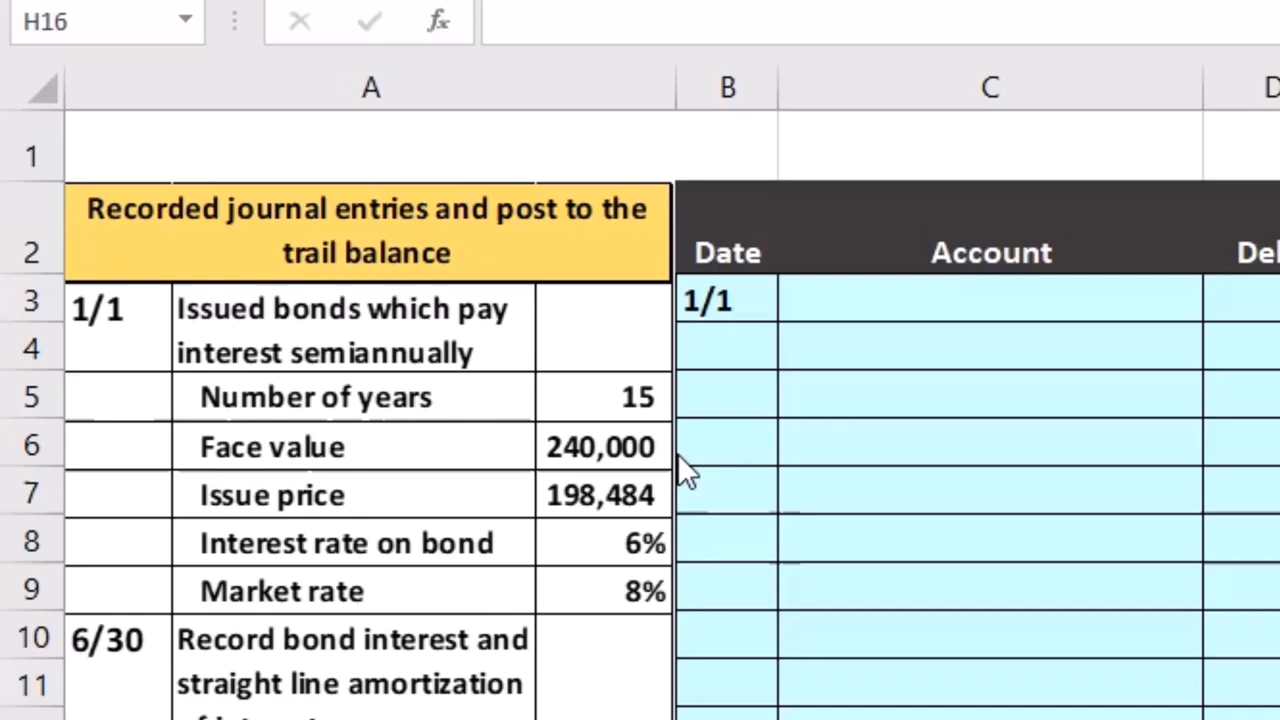 H16
fx
A B C
1
Recorded journal entries and post to the
2 trail balance Date Account
3 1/1 Issued bonds which pay 1/1
4 interest semiannually
5 Number of years 15
6 Face value 240,000
7 Issue price 198,484
8 Interest rate on bond 6%
9 Market rate 8%
10 6/30 Record bond interest and
11 straight line amortization